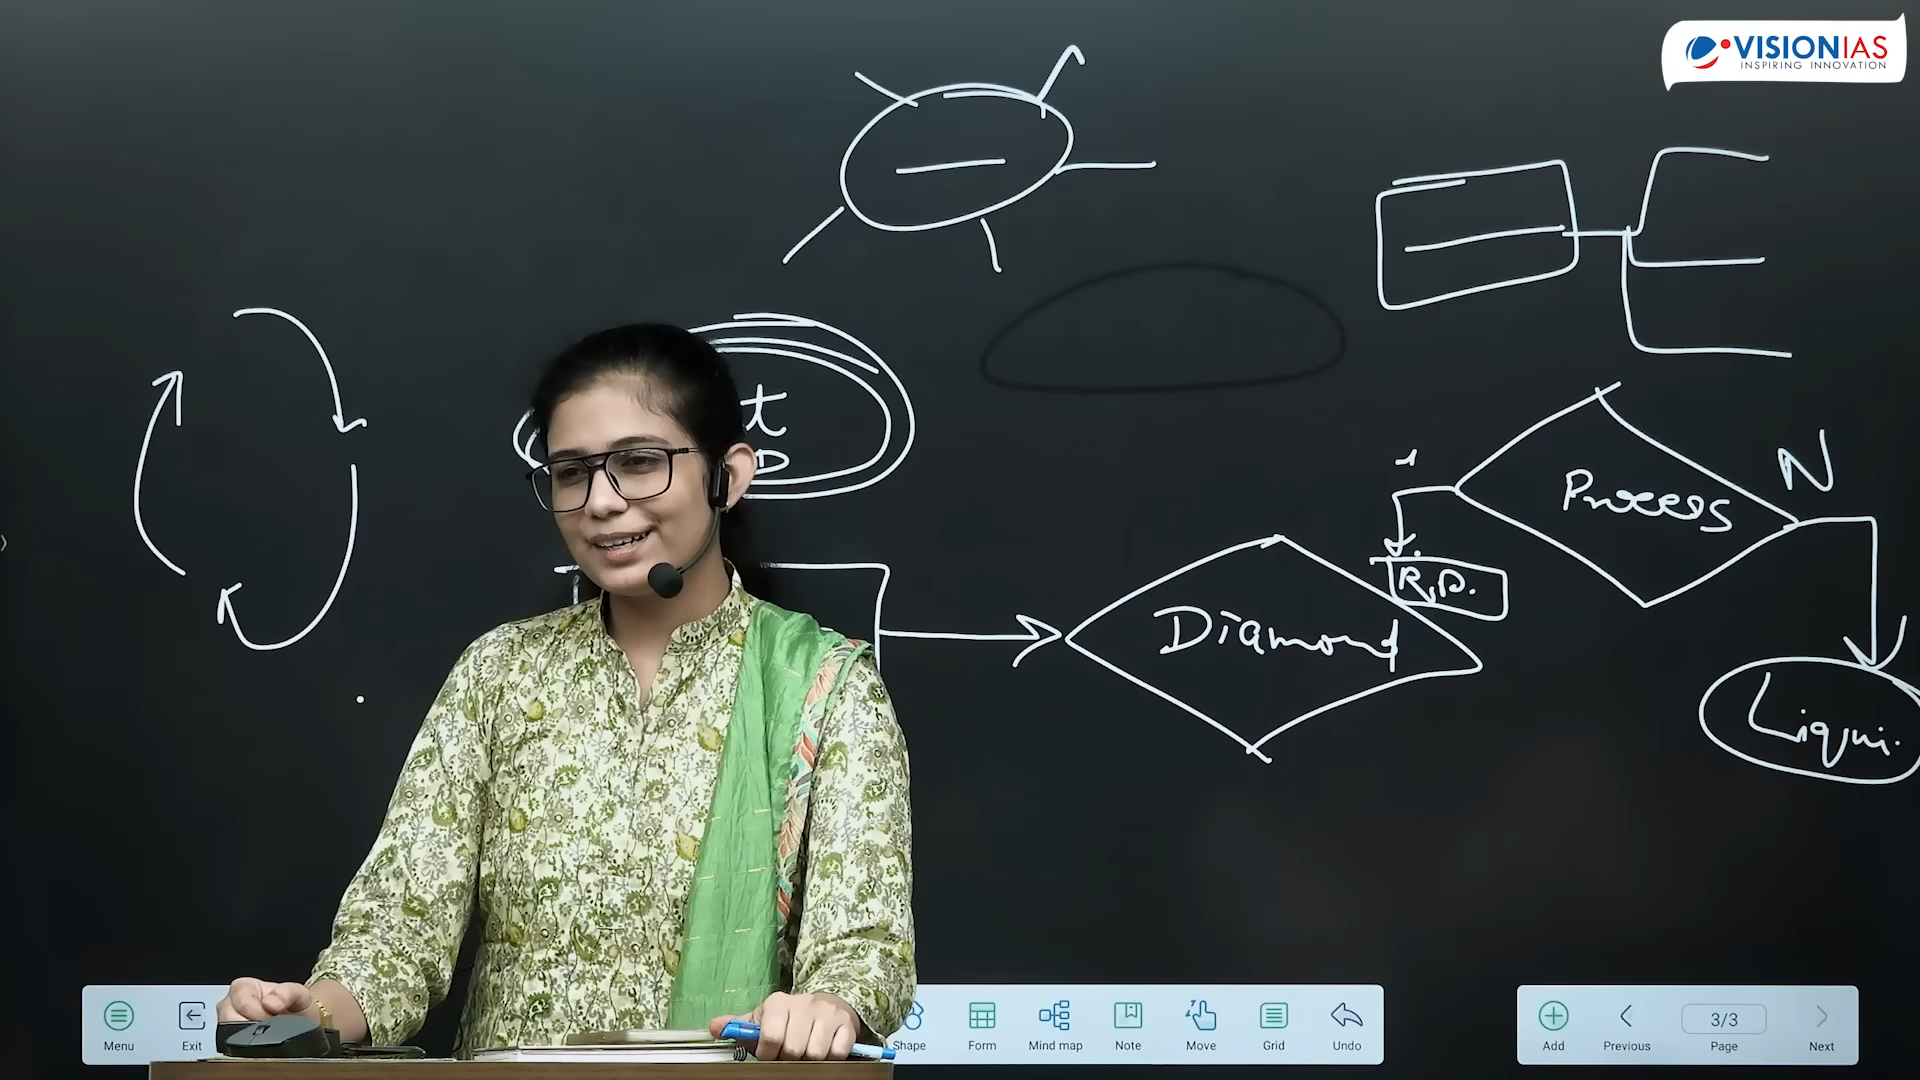 VISIONIAS
INSPIRING INNOVATION
t
N
Process
R.D.
Diamond
Liqui.
Menu
Exit
Shape
Form
Mind map
Note
Move
Grid
Undo
Add
Previous
3/3
Page
Next